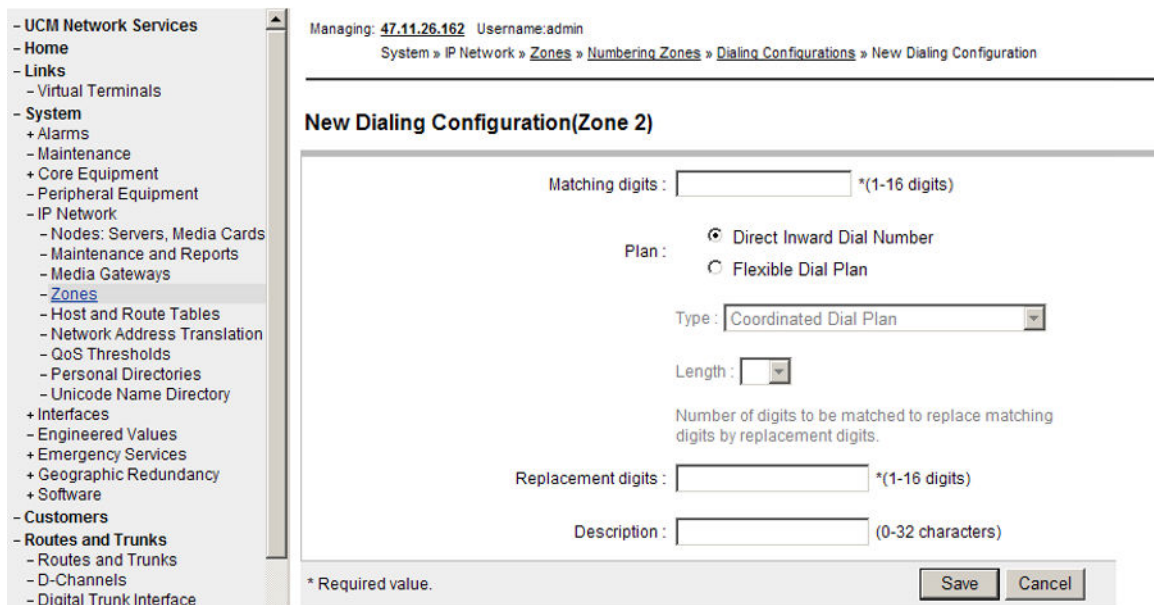 – UCM Network Services
– Home
– Links
– Virtual Terminals
– System
+ Alarms
– Maintenance
+ Core Equipment
– Peripheral Equipment
– IP Network
– Nodes: Servers, Media Cards
– Maintenance and Reports
– Media Gateways
– Zones
– Host and Route Tables
– Network Address Translation
– QoS Thresholds
– Personal Directories
– Unicode Name Directory
+ Interfaces
– Engineered Values
+ Emergency Services
+ Geographic Redundancy
+ Software
– Customers
– Routes and Trunks
– Routes and Trunks
– D-Channels
– Digital Trunk Interface
Managing: 47.11.26.162 Username:admin
System » IP Network » Zones » Numbering Zones » Dialing Configurations » New Dialing Configuration
New Dialing Configuration(Zone 2)
Matching digits : *(1-16 digits)
Plan :
Direct Inward Dial Number
Flexible Dial Plan
Type : Coordinated Dial Plan
Length :
Number of digits to be matched to replace matching
digits by replacement digits.
Replacement digits : *(1-16 digits)
Description : (0-32 characters)
* Required value.
Save Cancel